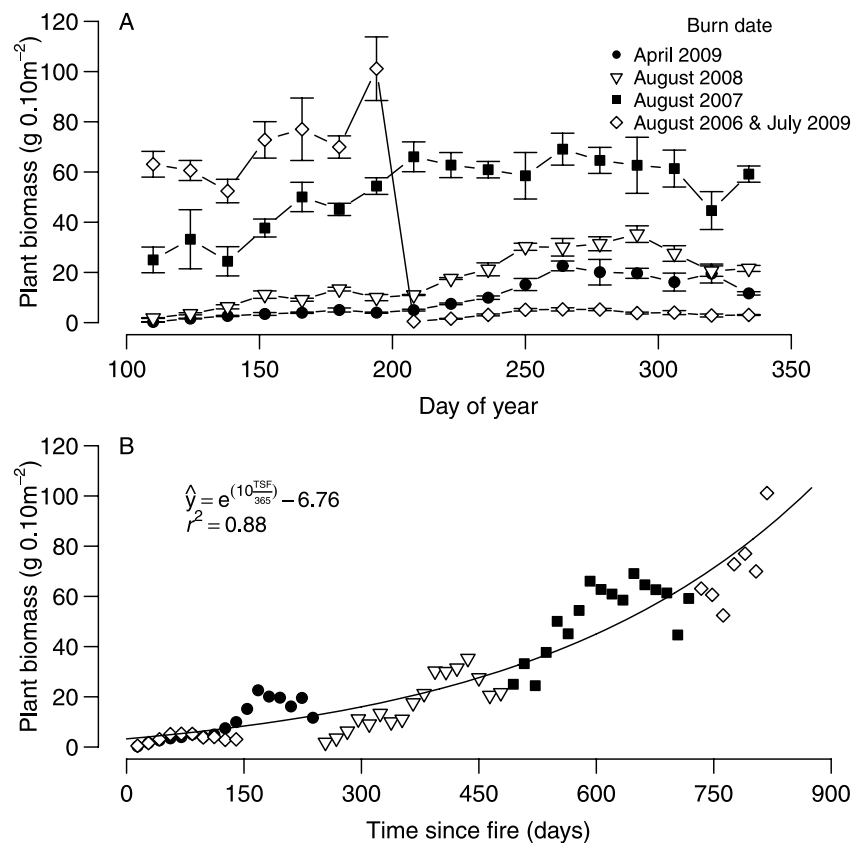 A
Burn date
April 2009
August 2008
August 2007
August 2006 & July 2009
Plant biomass (g 0.10m⁻²)
120
100
80
60
40
20
0
100 150 200 250 300 350
Day of year
B
ŷ = e^(10^(TSF/365)) − 6.76
r² = 0.88
Plant biomass (g 0.10m⁻²)
120
100
80
60
40
20
0
0 150 300 450 600 750 900
Time since fire (days)